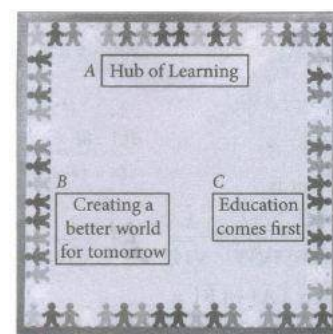 A Hub of Learning
B C
Creating a Education
better world comes first
for tomorrow